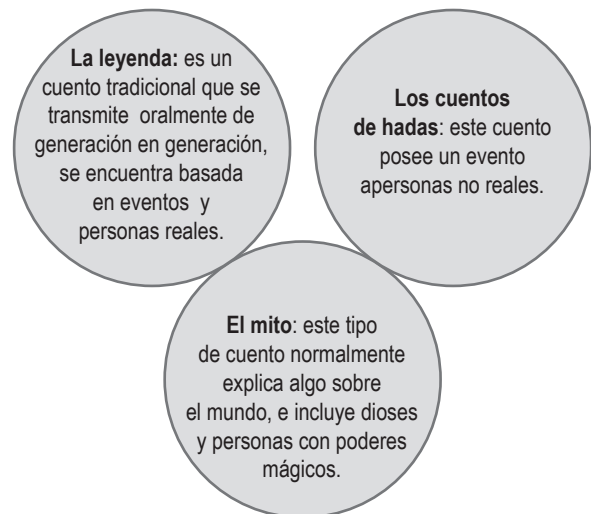 La leyenda: es un
cuento tradicional que se
transmite oralmente de
generación en generación,
se encuentra basada
en eventos y
personas reales.
Los cuentos
de hadas: este cuento
posee un evento
apersonas no reales.
El mito: este tipo
de cuento normalmente
explica algo sobre
el mundo, e incluye dioses
y personas con poderes
mágicos.